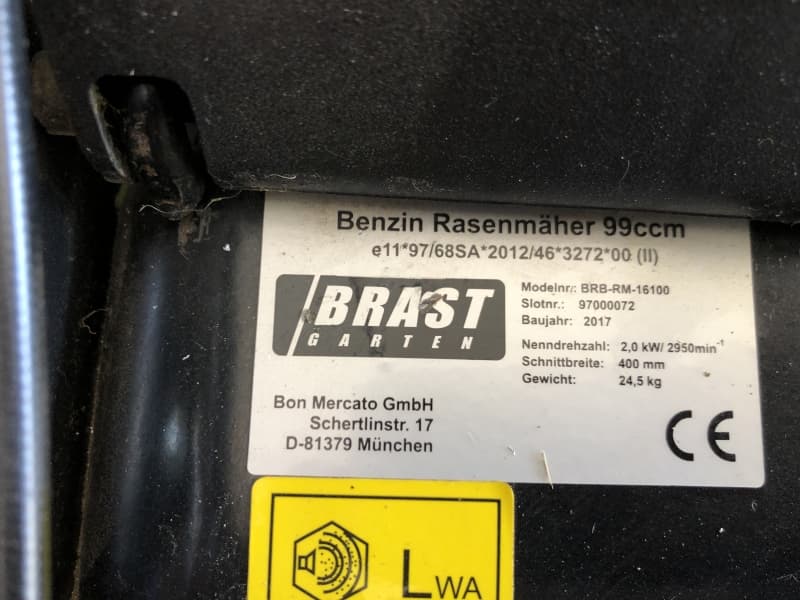 Benzin Rasenmäher 99ccm
e11*97/68SA*2012/46*3272*00 (II)
BRAST
GARTEN
Modelnr.: BRB-RM-16100
Slotnr.: 97000072
Baujahr: 2017
Nenndrehzahl: 2,0 kW/ 2950min⁻¹
Schnittbreite: 400 mm
Gewicht: 24,5 kg
Bon Mercato GmbH
Schertlinstr. 17
D-81379 München
CE
LWA